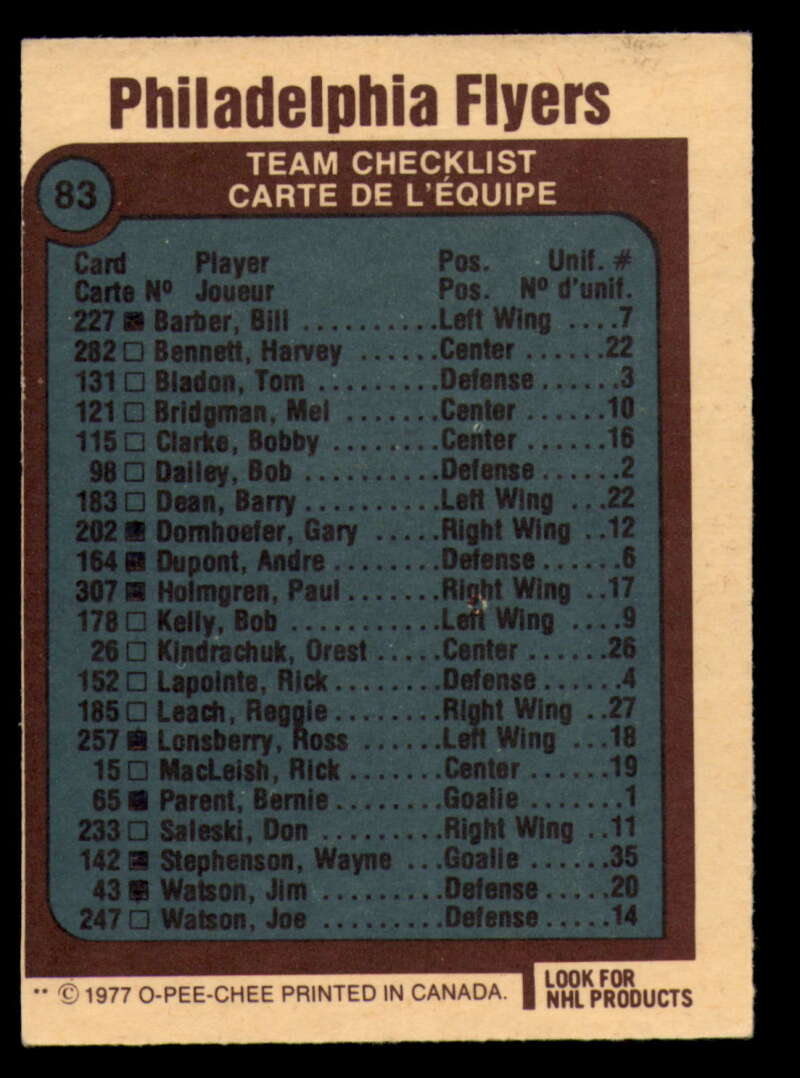 Philadelphia Flyers
83
TEAM CHECKLIST
CARTE DE L'ÉQUIPE
Card Player Pos. Unif. #
Carte Nº Joueur Pos. Nº d'unif.
227 ■ Barber, Bill ..........Left Wing ....7
282 □ Bennett, Harvey ......Center ......22
131 □ Bladon, Tom .........Defense......3
121 □ Bridgman, Mel .......Center ......10
115 □ Clarke, Bobby ........Center ......16
98 □ Dailey, Bob ..........Defense......2
183 □ Dean, Barry ..........Left Wing ...22
202 ■ Dornhoefer, Gary .....Right Wing ..12
164 ■ Dupont, Andre ........Defense......6
307 ■ Holmgren, Paul.......Right Wing ..17
178 □ Kelly, Bob ...........Left Wing ....9
26 □ Kindrachuk, Orest .....Center ......26
152 □ Lapointe, Rick........Defense......4
185 □ Leach, Reggie........Right Wing ..27
257 ■ Lonsberry, Ross ......Left Wing ...18
15 □ MacLeish, Rick .......Center ......19
65 ■ Parent, Bernie........Goalie .......1
233 □ Saleski, Don .........Right Wing ..11
142 ■ Stephenson, Wayne ...Goalie ......35
43 ■ Watson, Jim .........Defense.....20
247 □ Watson, Joe .........Defense.....14
** © 1977 O-PEE-CHEE PRINTED IN CANADA.
LOOK FOR
NHL PRODUCTS